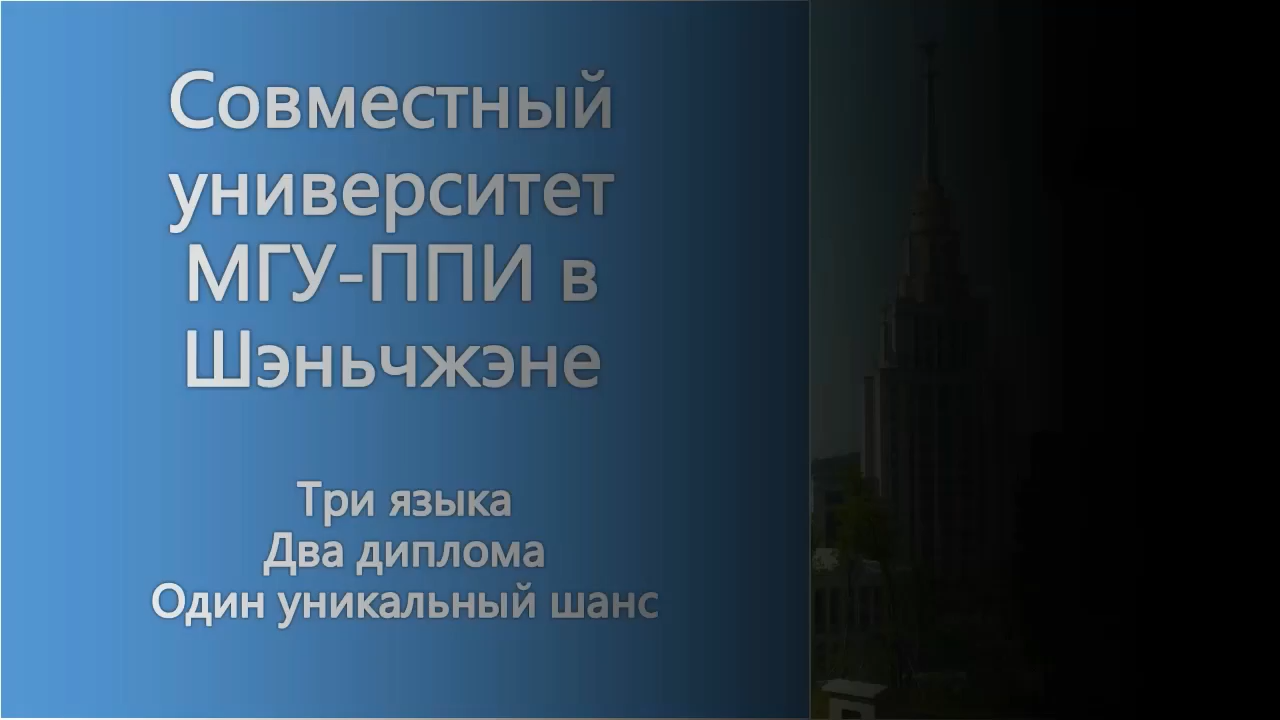 Совместный
университет
МГУ-ППИ в
Шэньчжэне
Три языка
Два диплома
Один уникальный шанс